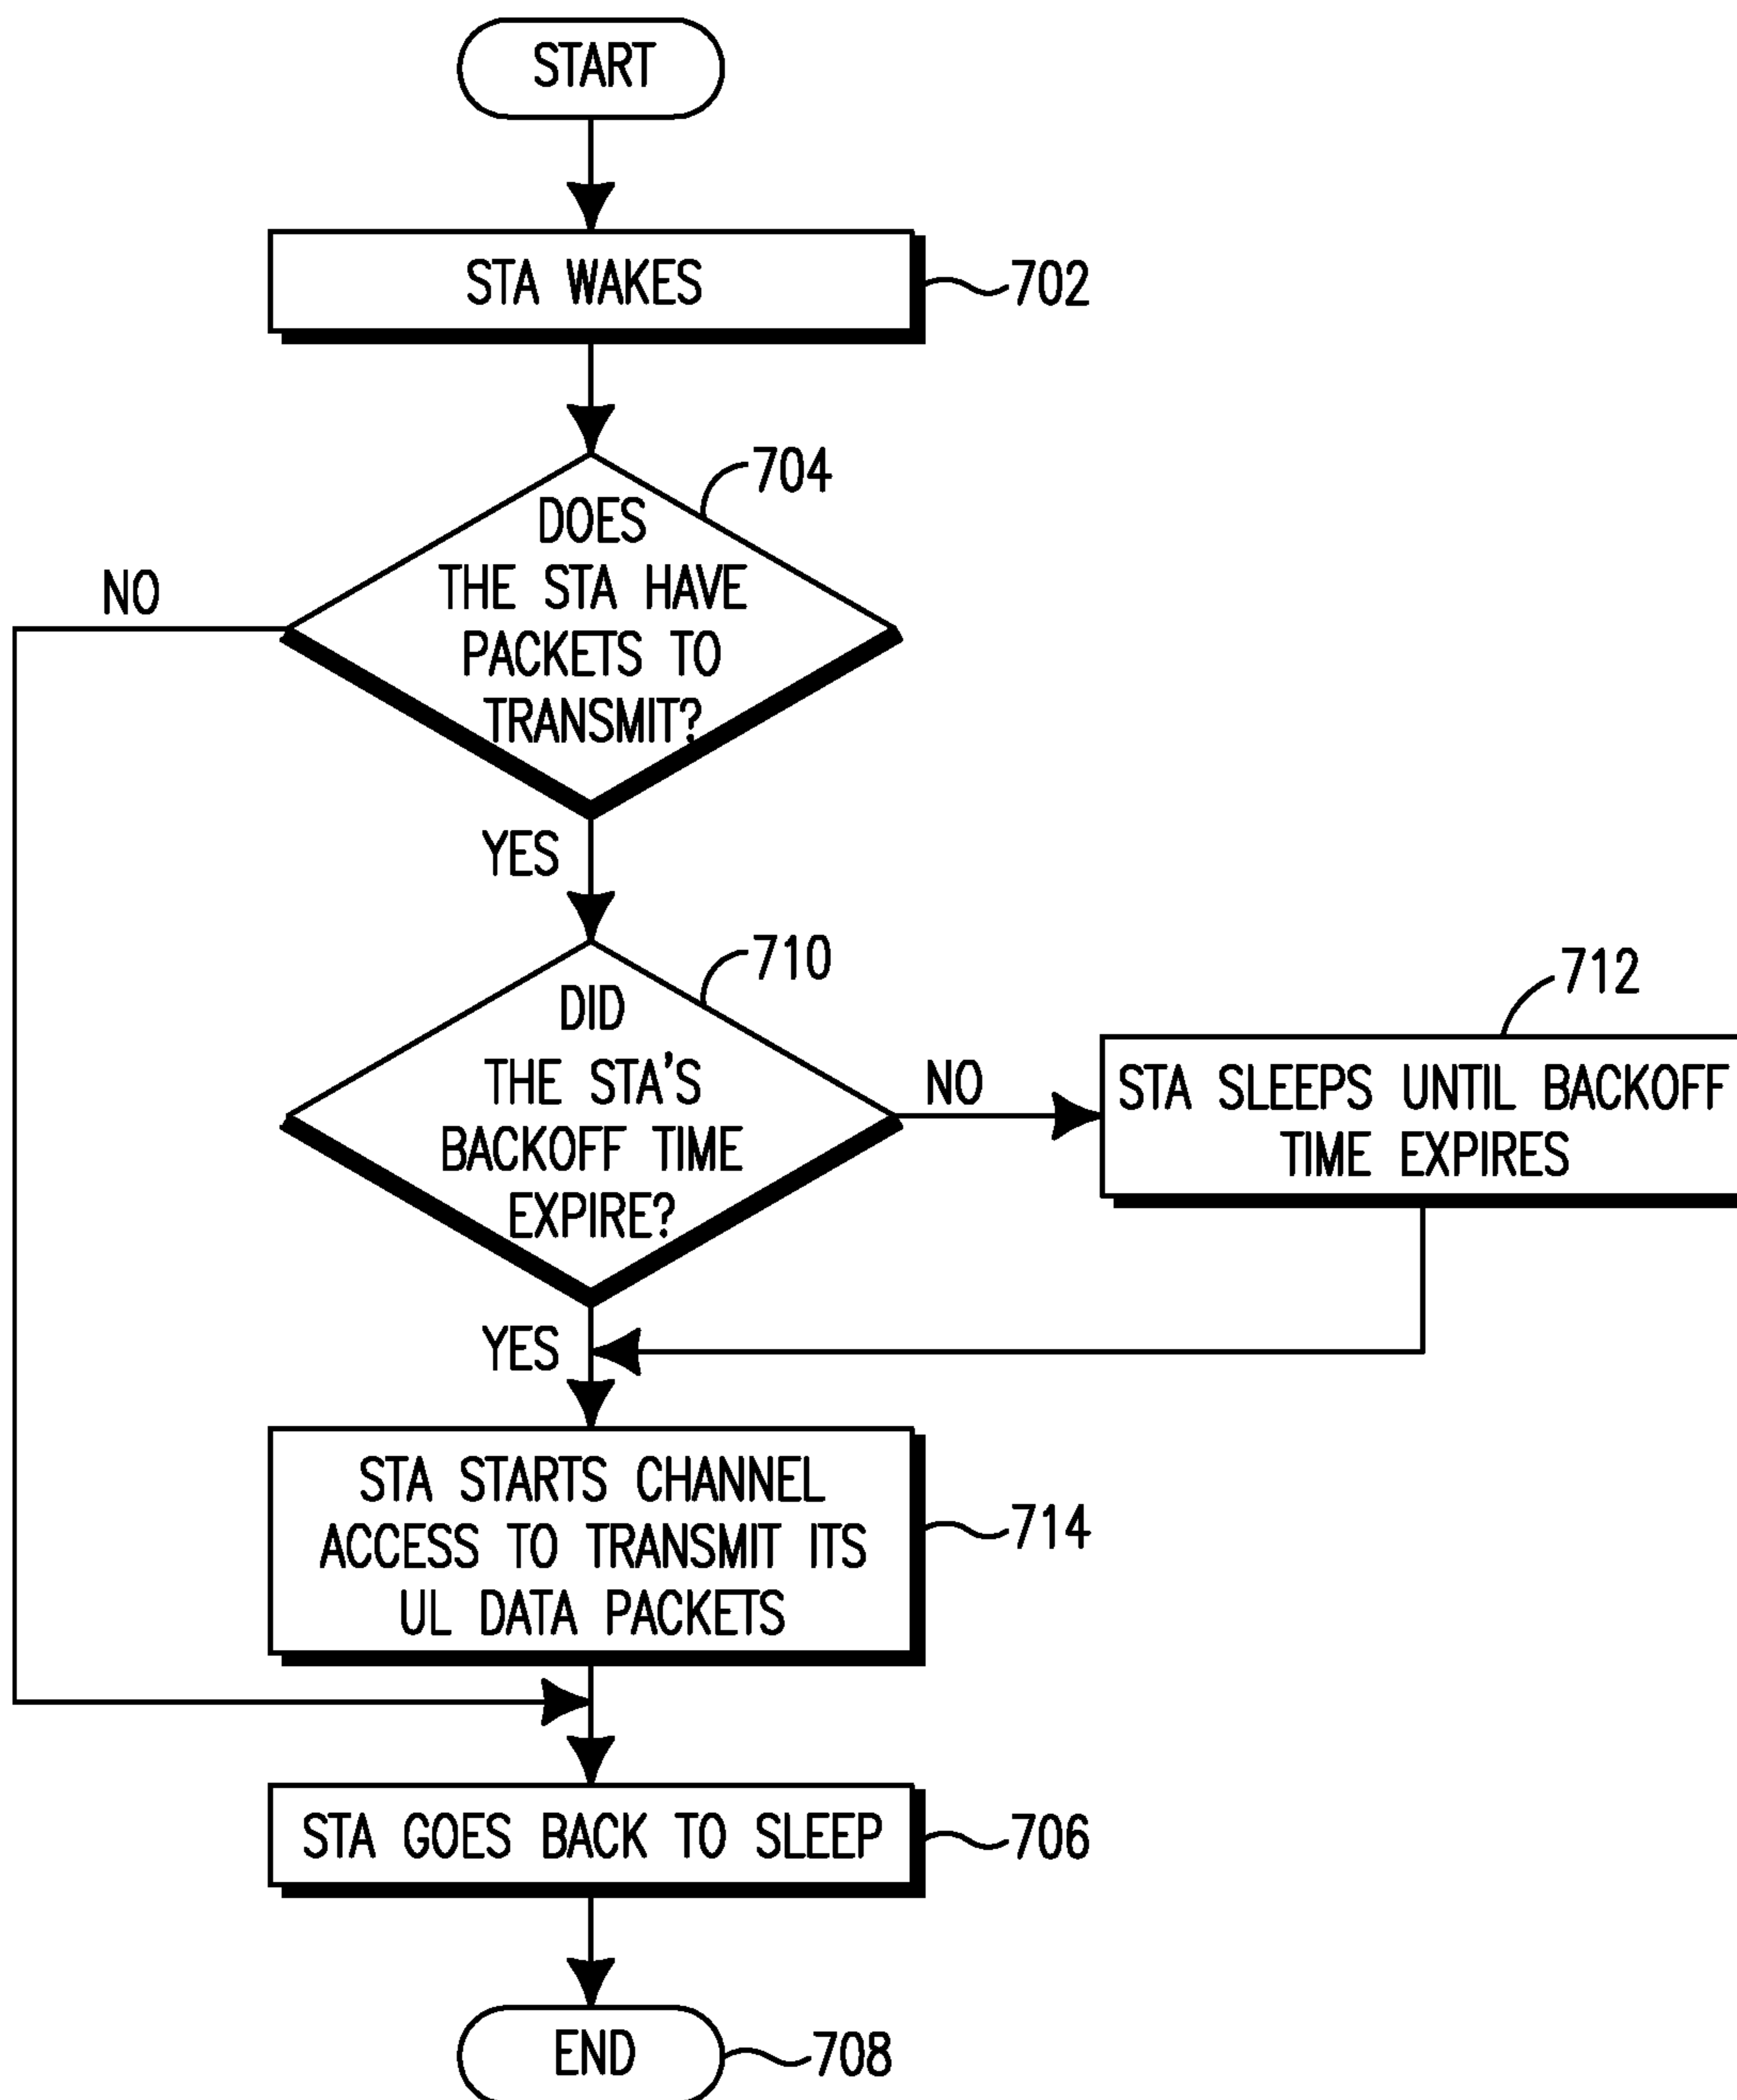 START
STA WAKES
702
704
DOES
THE STA HAVE
PACKETS TO
TRANSMIT?
NO
YES
710
DID
THE STA'S
BACKOFF TIME
EXPIRE?
NO
712
STA SLEEPS UNTIL BACKOFF
TIME EXPIRES
YES
STA STARTS CHANNEL
ACCESS TO TRANSMIT ITS
UL DATA PACKETS
714
STA GOES BACK TO SLEEP
706
END
708